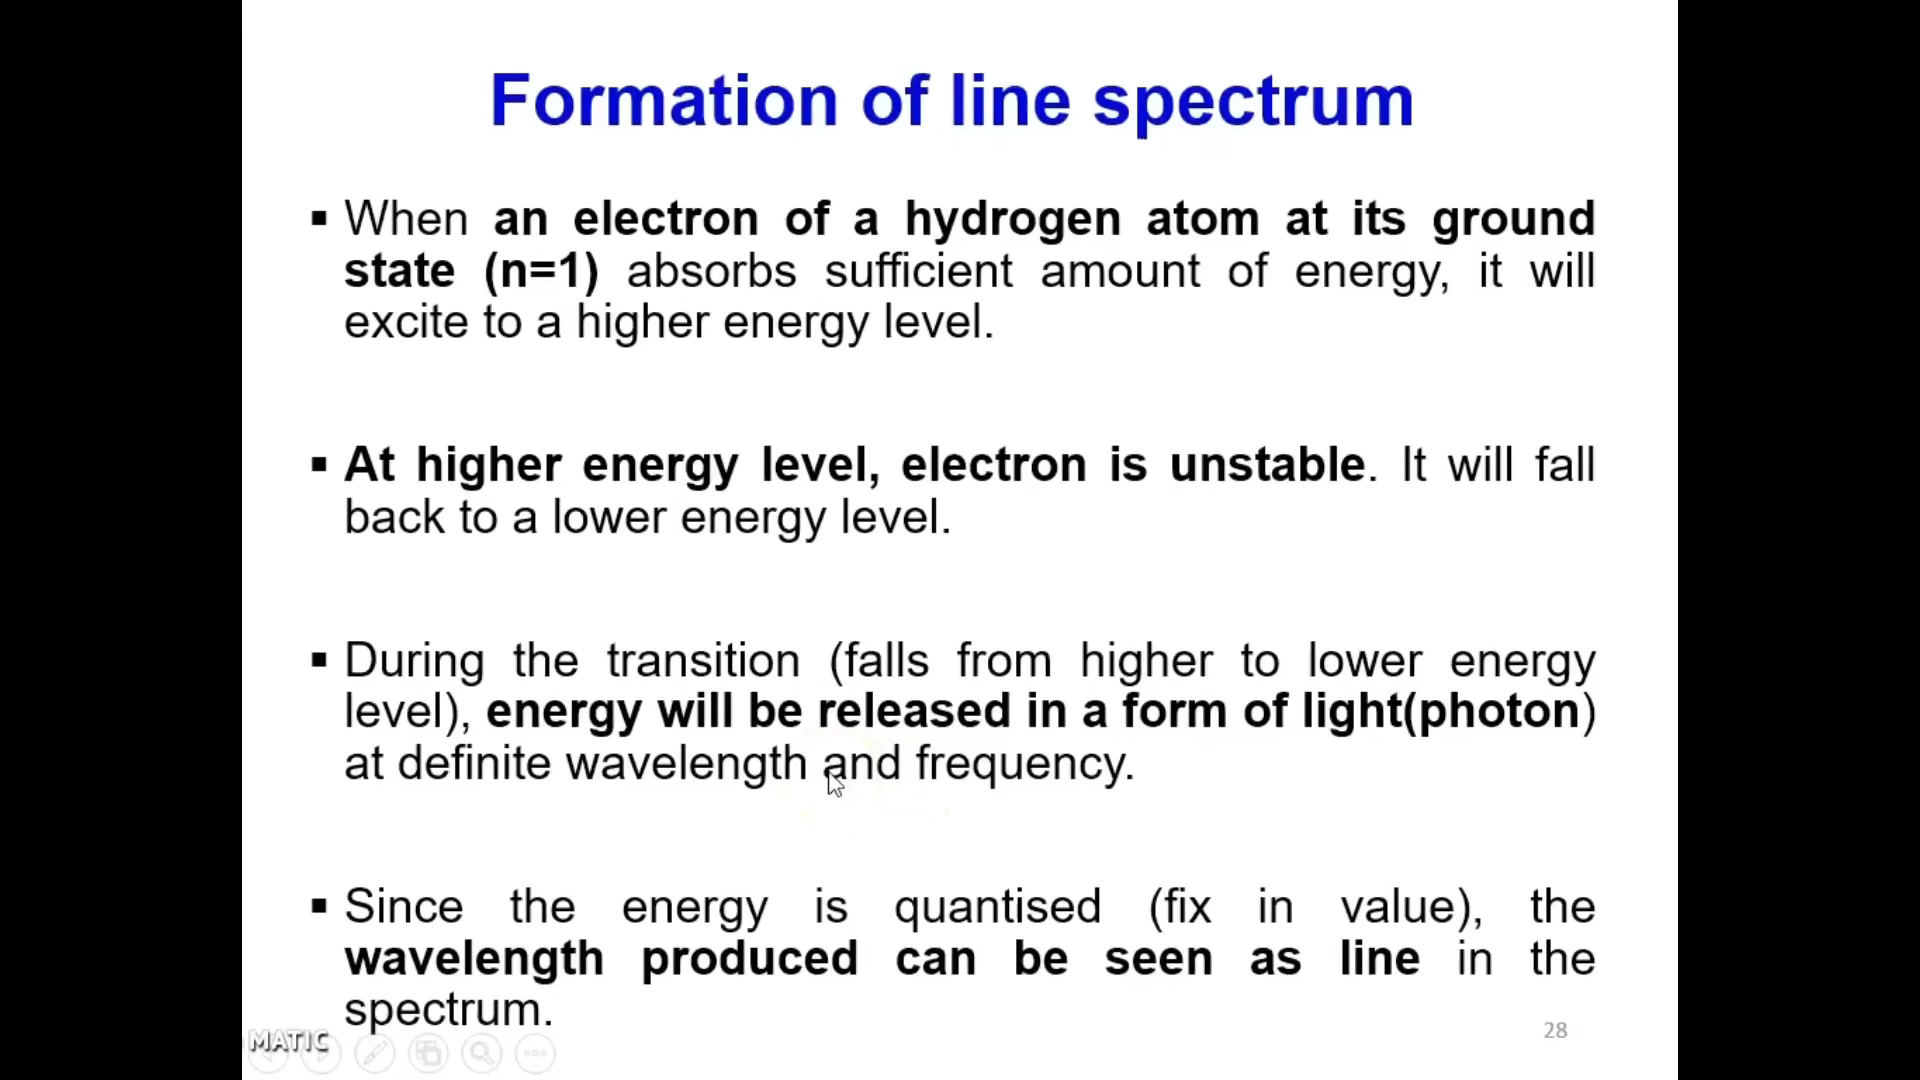 Formation of line spectrum
▪ When an electron of a hydrogen atom at its ground
state (n=1) absorbs sufficient amount of energy, it will
excite to a higher energy level.
▪ At higher energy level, electron is unstable. It will fall
back to a lower energy level.
▪ During the transition (falls from higher to lower energy
level), energy will be released in a form of light(photon)
at definite wavelength and frequency.
▪ Since the energy is quantised (fix in value), the
wavelength produced can be seen as line in the
spectrum.
MATIC
28